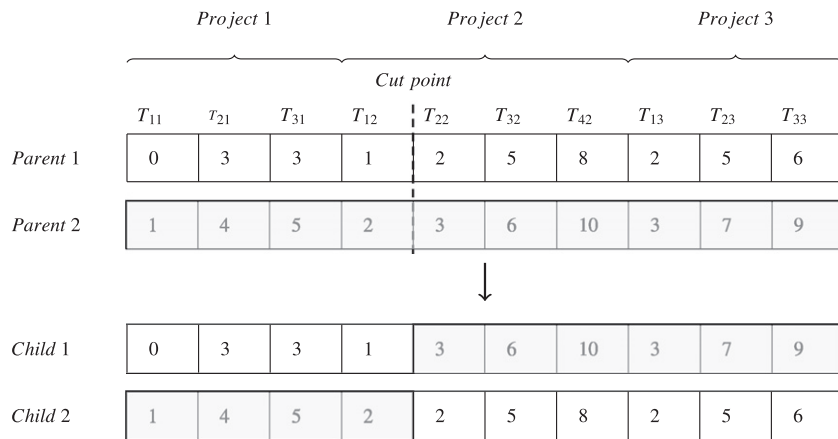 Project 1 Project 2 Project 3
Cut point
T11 T21 T31 T12 T22 T32 T42 T13 T23 T33
Parent 1 0 3 3 1 2 5 8 2 5 6
Parent 2 1 4 5 2 3 6 10 3 7 9
Child 1 0 3 3 1 3 6 10 3 7 9
Child 2 1 4 5 2 2 5 8 2 5 6